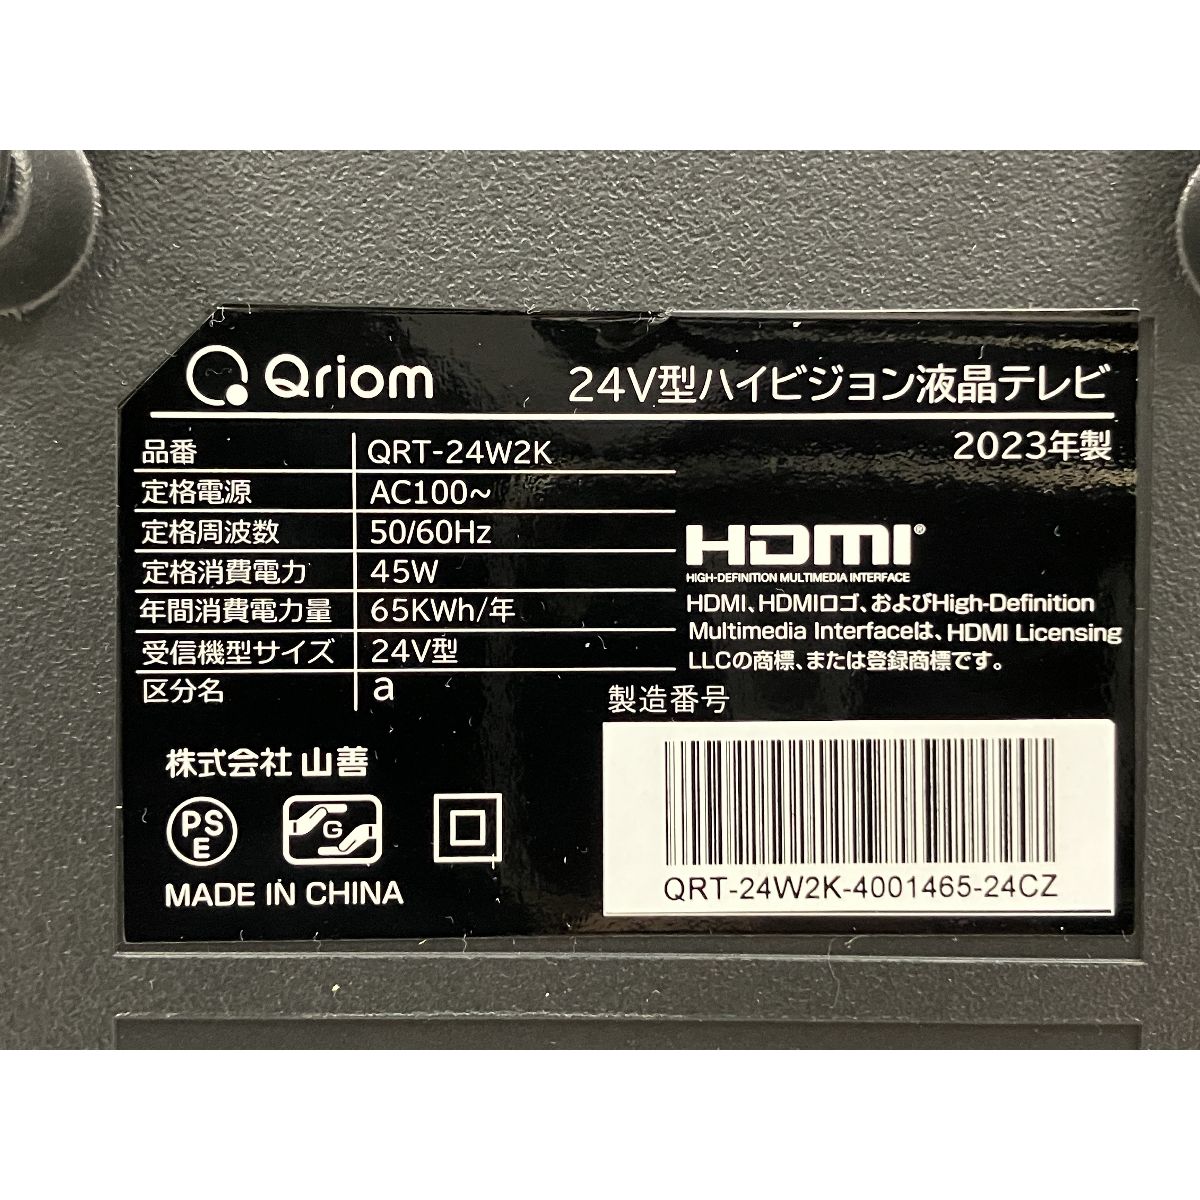 Qriom
24V型ハイビジョン液晶テレビ
2023年製
品番 QRT-24W2K
定格電源 AC100~
定格周波数 50/60Hz
定格消費電力 45W
年間消費電力量 65KWh/年
受信機型サイズ 24V型
区分名 a
HDMI®
HIGH-DEFINITION MULTIMEDIA INTERFACE
HDMI、HDMIロゴ、およびHigh-Definition
Multimedia Interfaceは、HDMI Licensing
LLCの商標、または登録商標です。
製造番号
QRT-24W2K-4001465-24CZ
株式会社 山善
PS
E
G
MADE IN CHINA